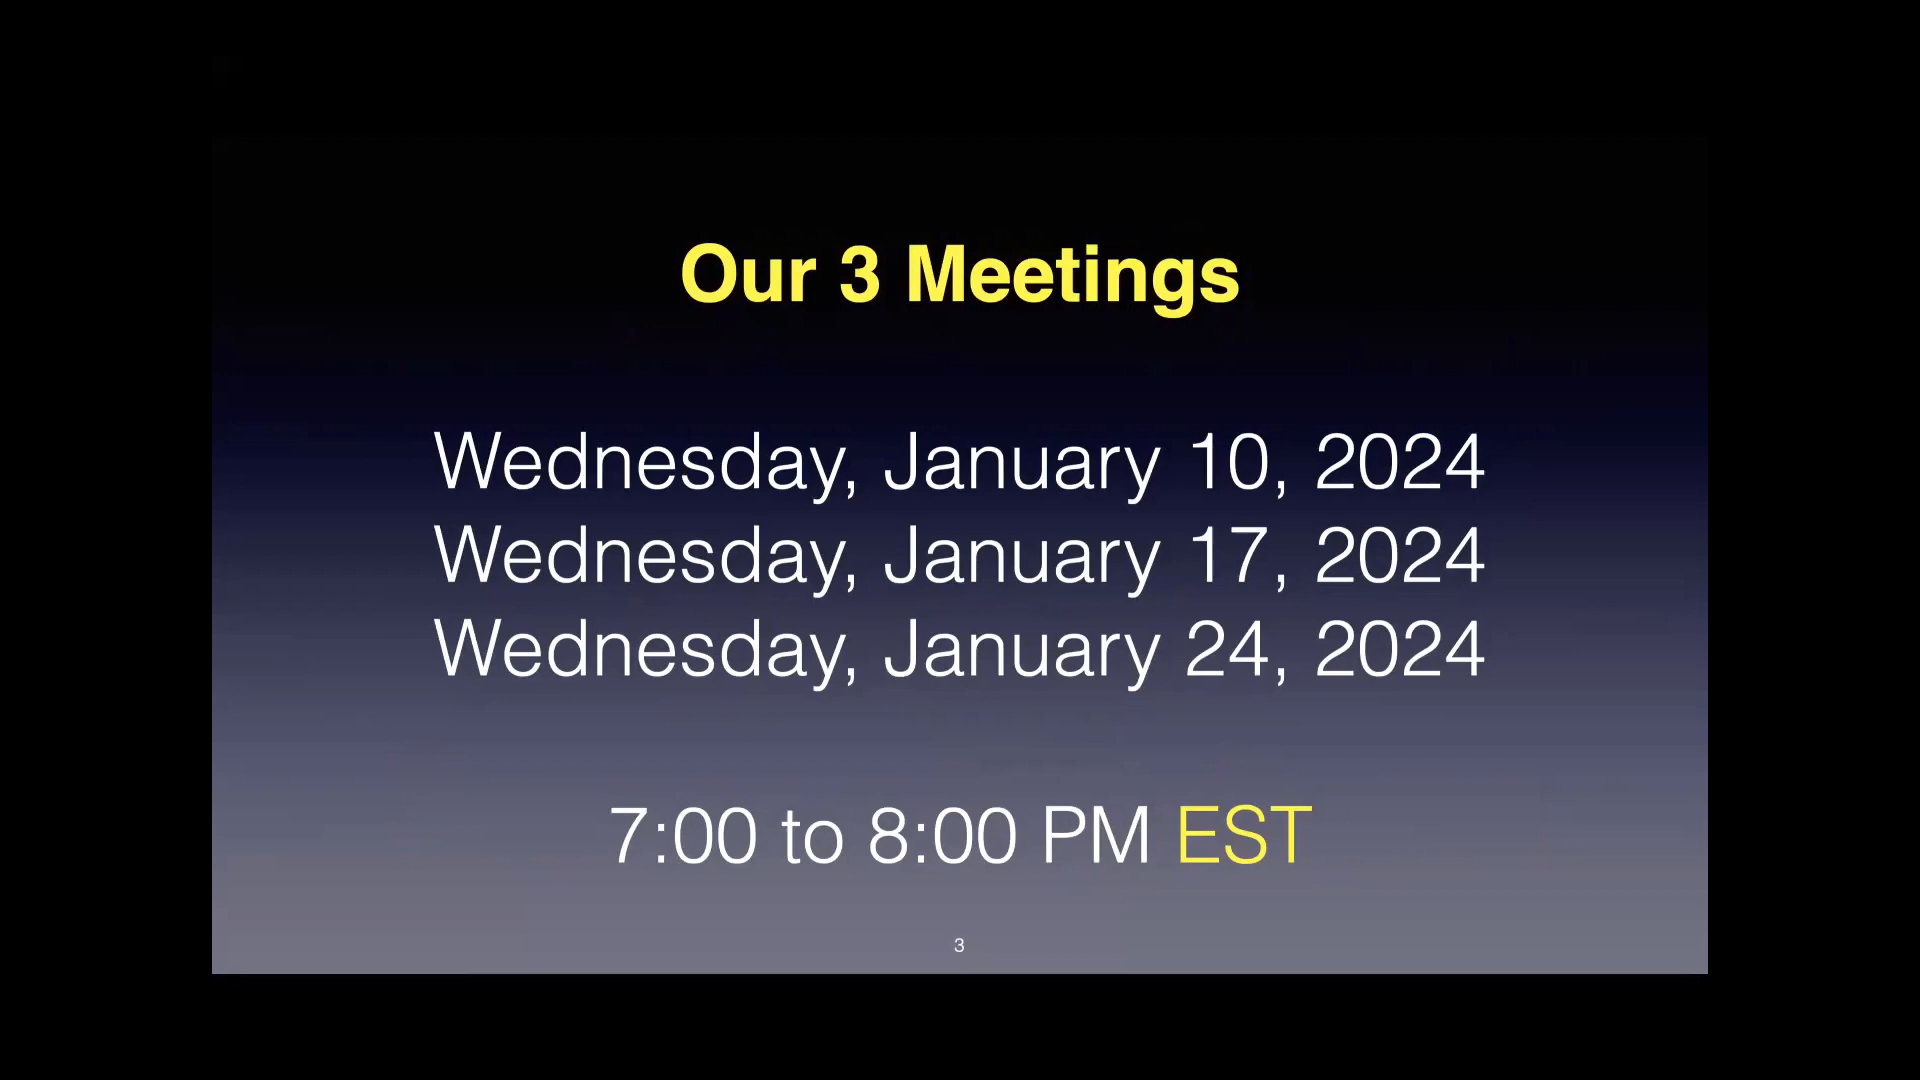 Our 3 Meetings
Wednesday, January 10, 2024
Wednesday, January 17, 2024
Wednesday, January 24, 2024
7:00 to 8:00 PM EST
3